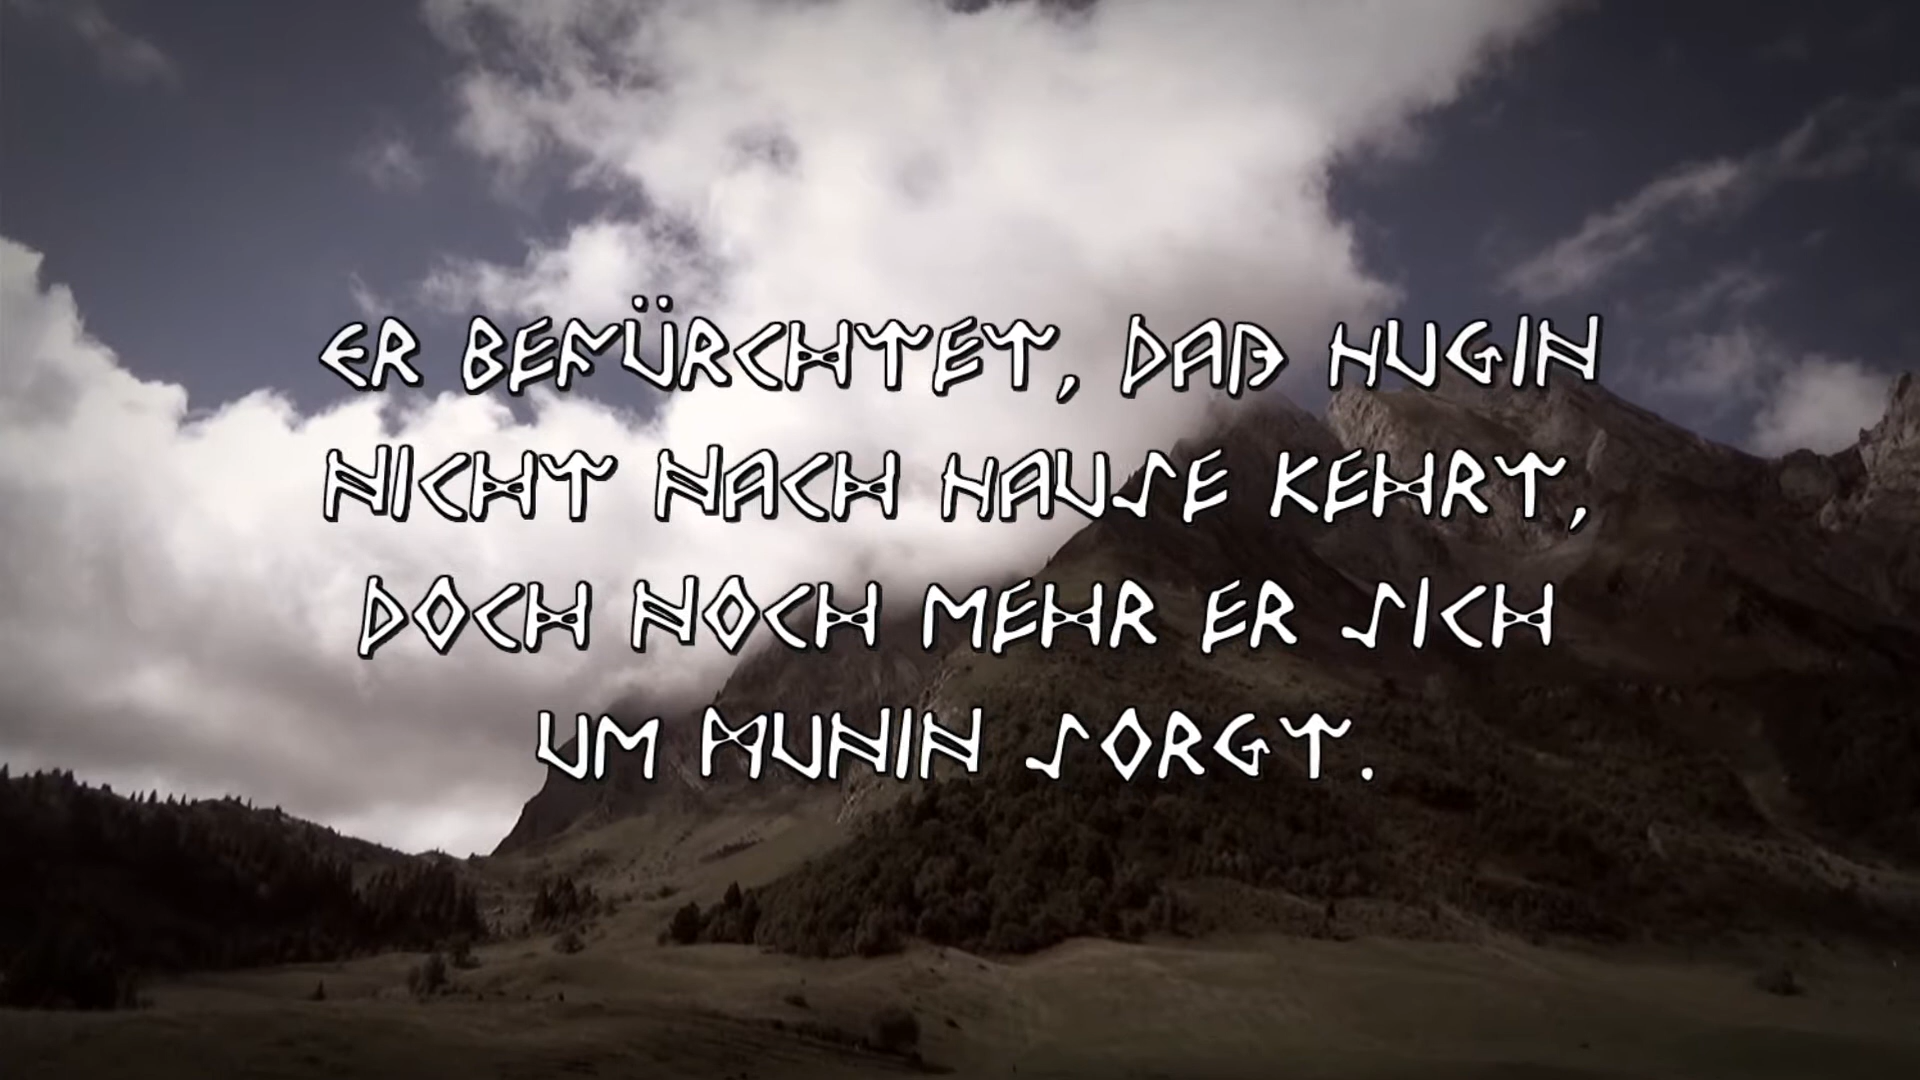 ER BEFÜRCHTET, DAß HUGIN
NICHT NACH HAUSE KEHRT,
DOCH NOCH MEHR ER SICH
UM MUNIN SORGT.